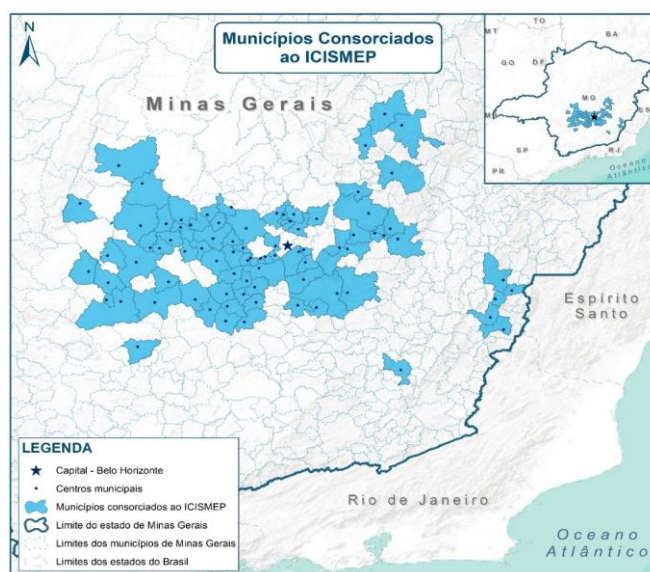 N
Municípios Consorciados
ao ICISMEP
Minas Gerais
MT
TO
BA
GO
DF
MG
ES
SP
RJ
PR
Oceano
Atlântico
Espírito
Santo
LEGENDA
Capital - Belo Horizonte
Centros municipais
Municípios consorciados ao ICISMEP
Limite do estado de Minas Gerais
Limites dos municípios de Minas Gerais
Limites dos estados do Brasil
Rio de Janeiro
Oceano
Atlântico